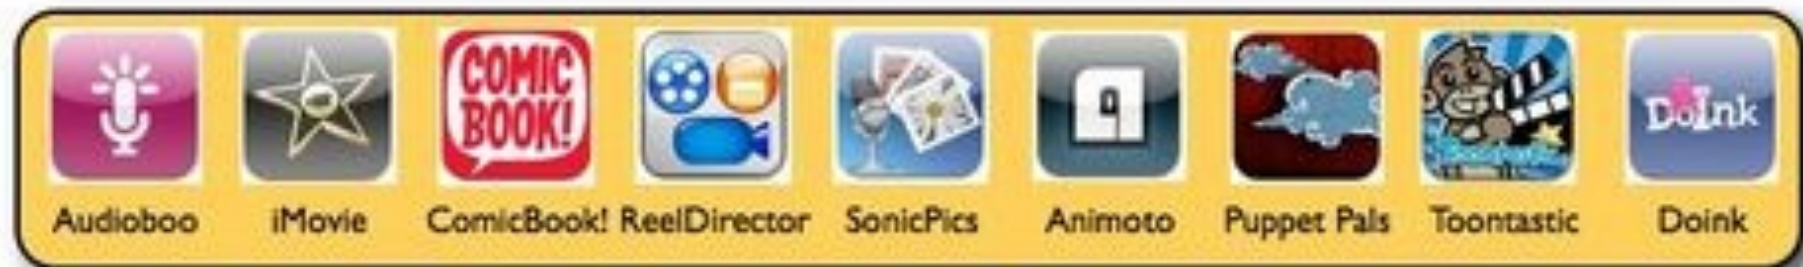 COMIC
BOOK!
DoInk
Audioboo iMovie ComicBook! ReelDirector SonicPics Animoto Puppet Pals Toontastic Doink